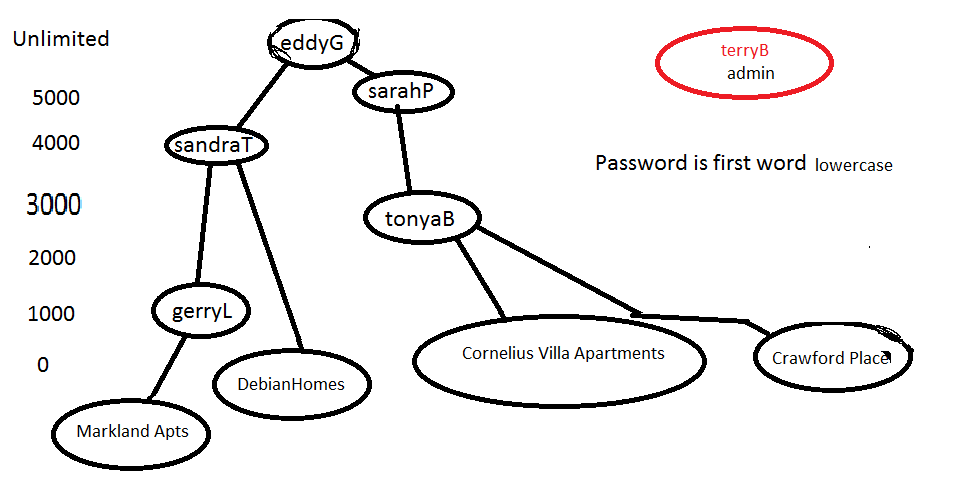 Unlimited
eddyG
terryB
admin
5000
sarahP
4000
sandraT
Password is first word lowercase
3000
tonyaB
2000
1000
gerryL
0
Cornelius Villa Apartments
Crawford Place
DebianHomes
Markland Apts